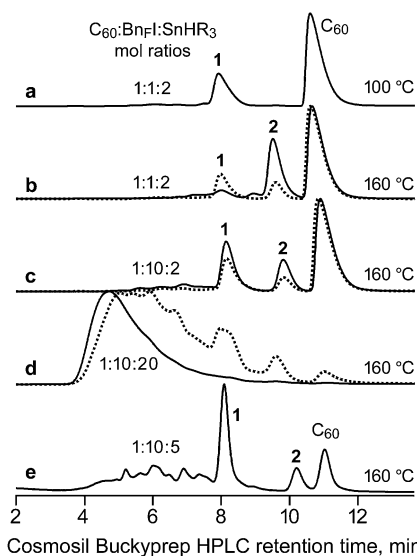 C60:BnFI:SnHR3
mol ratios
1
C60
a
1:1:2
100 °C
b
1:1:2
1
2
160 °C
c
1:10:2
1
2
160 °C
d
1:10:20
160 °C
e
1:10:5
1
2
C60
160 °C
2 4 6 8 10 12
Cosmosil Buckyprep HPLC retention time, min